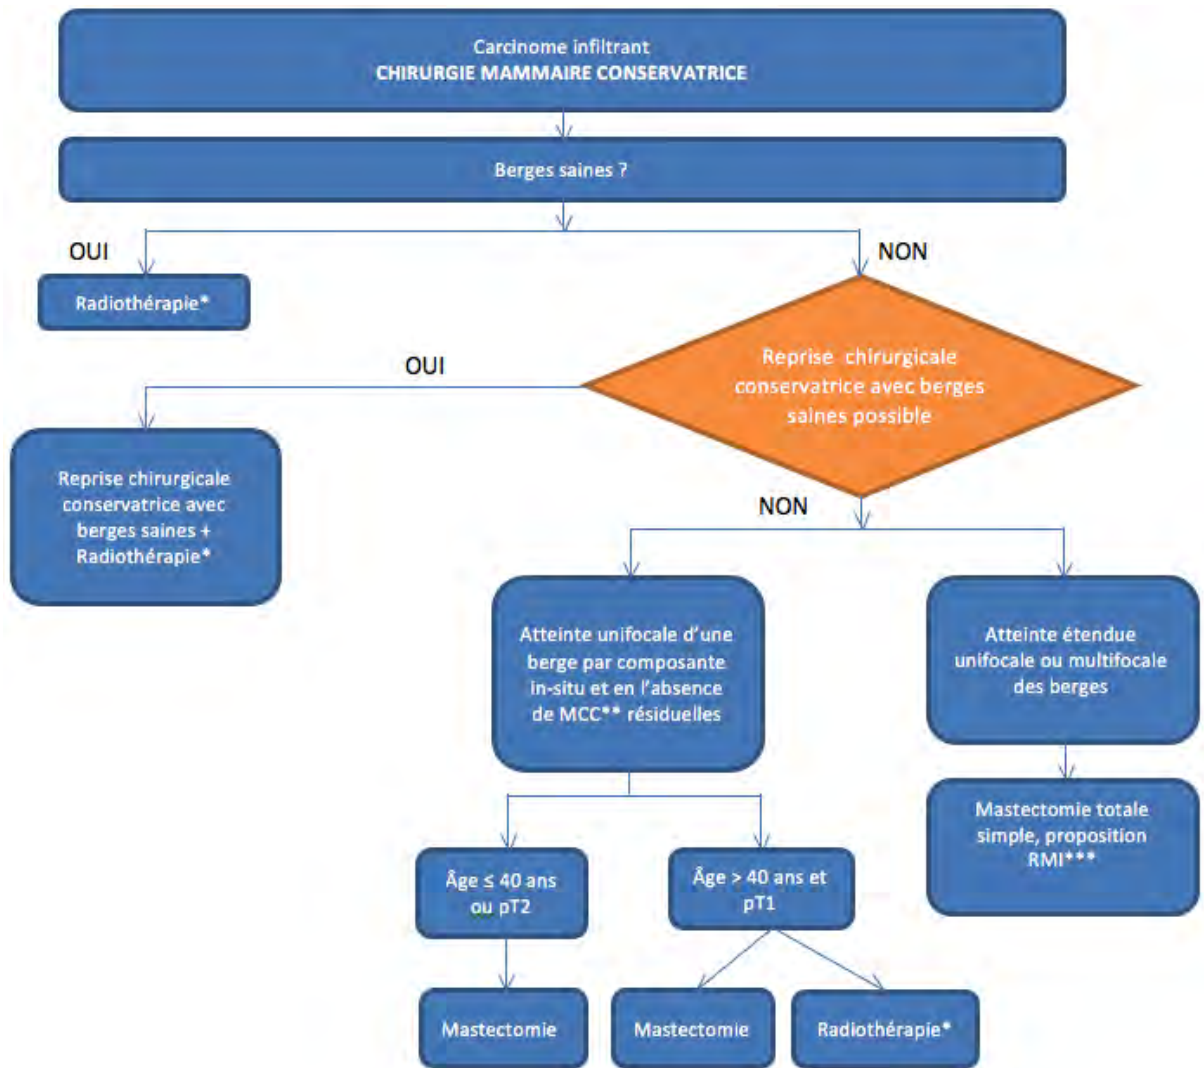 Carcinome infiltrant
CHIRURGIE MAMMAIRE CONSERVATRICE
Berges saines ?
OUI
NON
Radiothérapie*
Reprise chirurgicale
conservatrice avec berges
saines possible
OUI
Reprise chirurgicale
conservatrice avec
berges saines +
Radiothérapie*
NON
Atteinte unifocale d'une
berge par composante
in-situ et en l'absence
de MCC** résiduelles
Atteinte étendue
unifocale ou multifocale
des berges
Mastectomie totale
simple, proposition
RMI***
Âge ≤ 40 ans
ou pT2
Âge > 40 ans et
pT1
Mastectomie
Mastectomie
Radiothérapie*